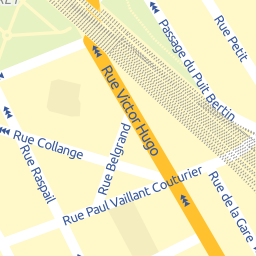 Rue Petit
Passage du Puit Bertin
Rue Victor Hugo
Rue Collange
Rue Belgrand
Rue Raspail
Rue Paul Vaillant Couturier
Rue de la Gare